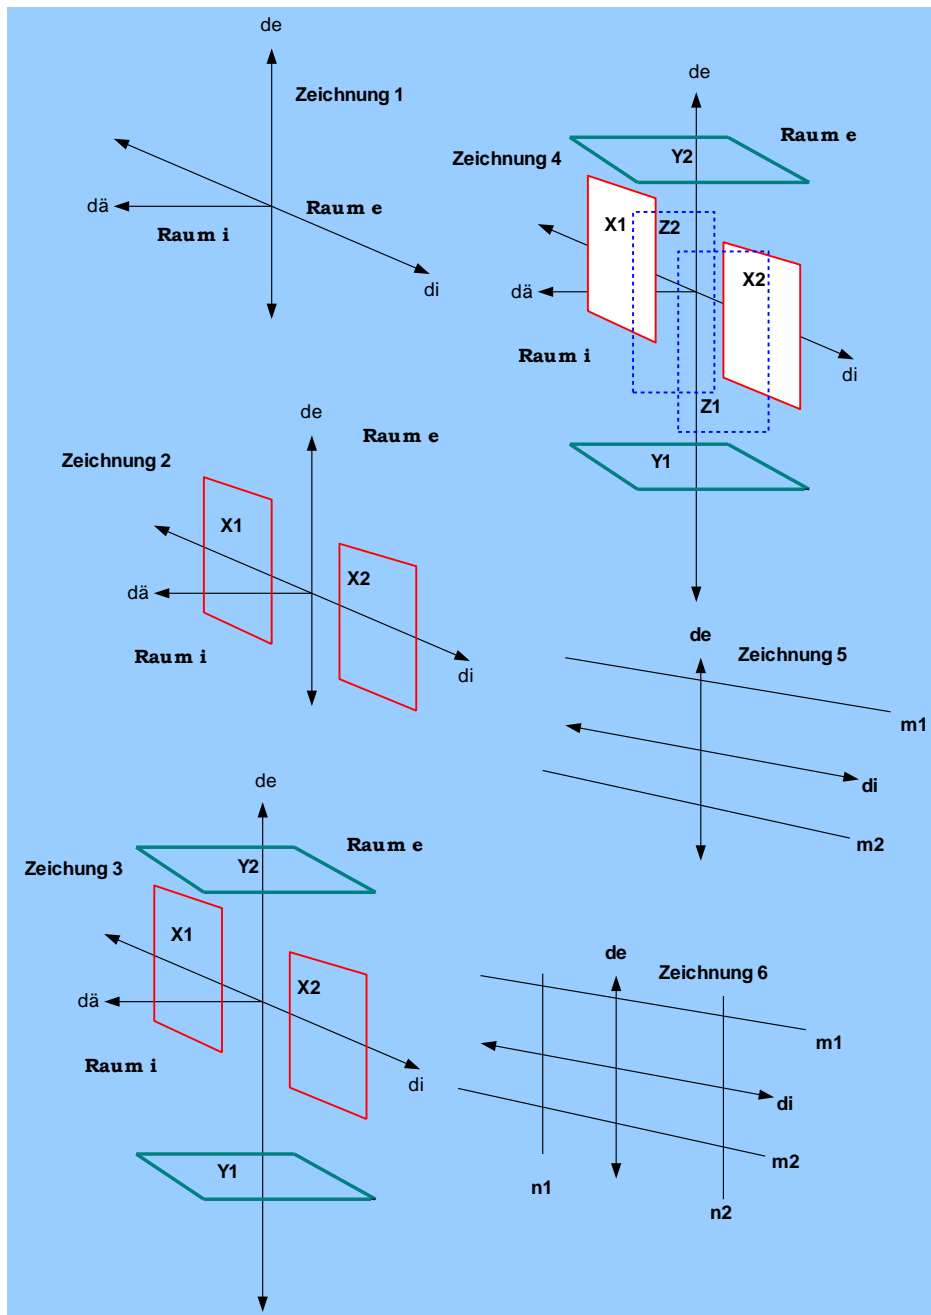 de
Zeichnung 1
Raum e
dä
Raum i
di
de
Raum e
Zeichnung 2
X1
X2
dä
Raum i
di
de
Raum e
Zeichung 3
Y2
X1
X2
dä
Raum i
di
Y1
de
Raum e
Zeichnung 4
Y2
X1
Z2
X2
dä
Raum i
di
Z1
Y1
de
Zeichnung 5
m1
di
m2
de
Zeichnung 6
m1
di
m2
n1
n2